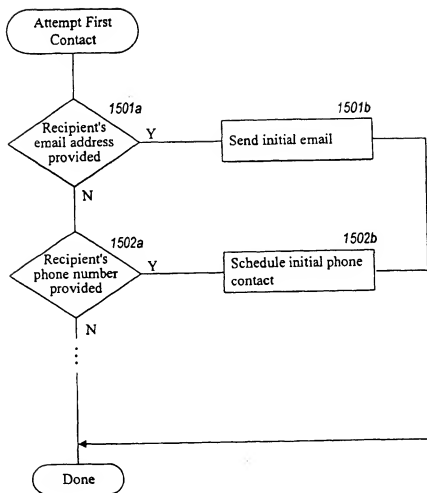 Attempt First
Contact
1501a
Recipient's
email address
provided
Y
1501b
Send initial email
N
1502a
Recipient's
phone number
provided
Y
1502b
Schedule initial phone
contact
N
Done